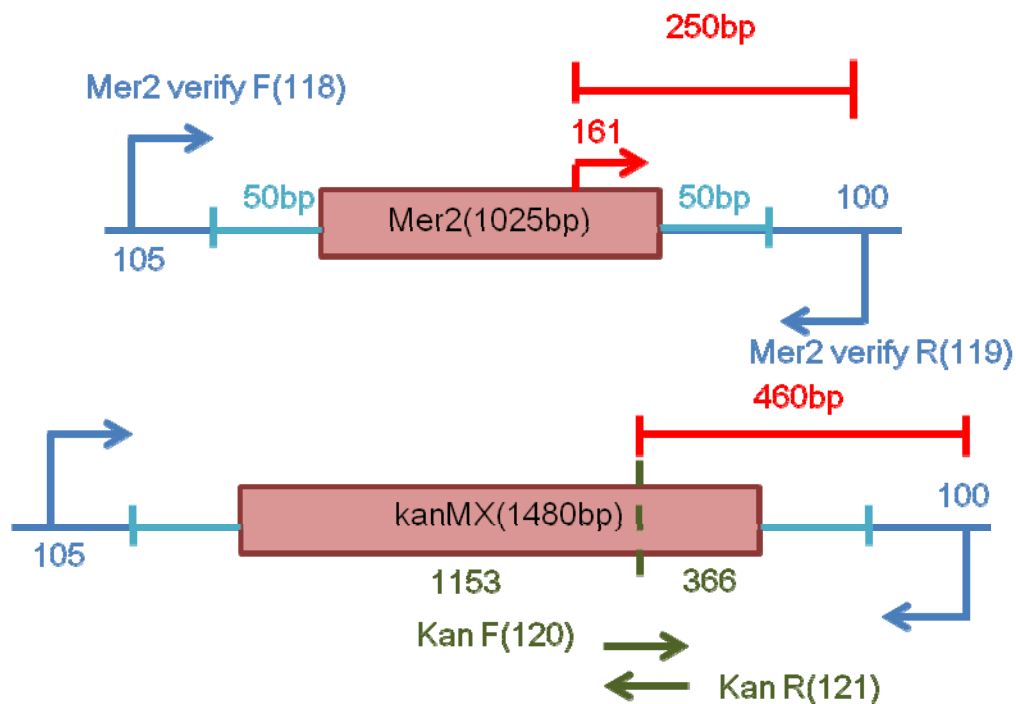 250bp
Mer2 verify F(118)
161
50bp
Mer2(1025bp)
50bp
100
105
Mer2 verify R(119)
460bp
kanMX(1480bp)
100
105
1153
366
Kan F(120)
Kan R(121)